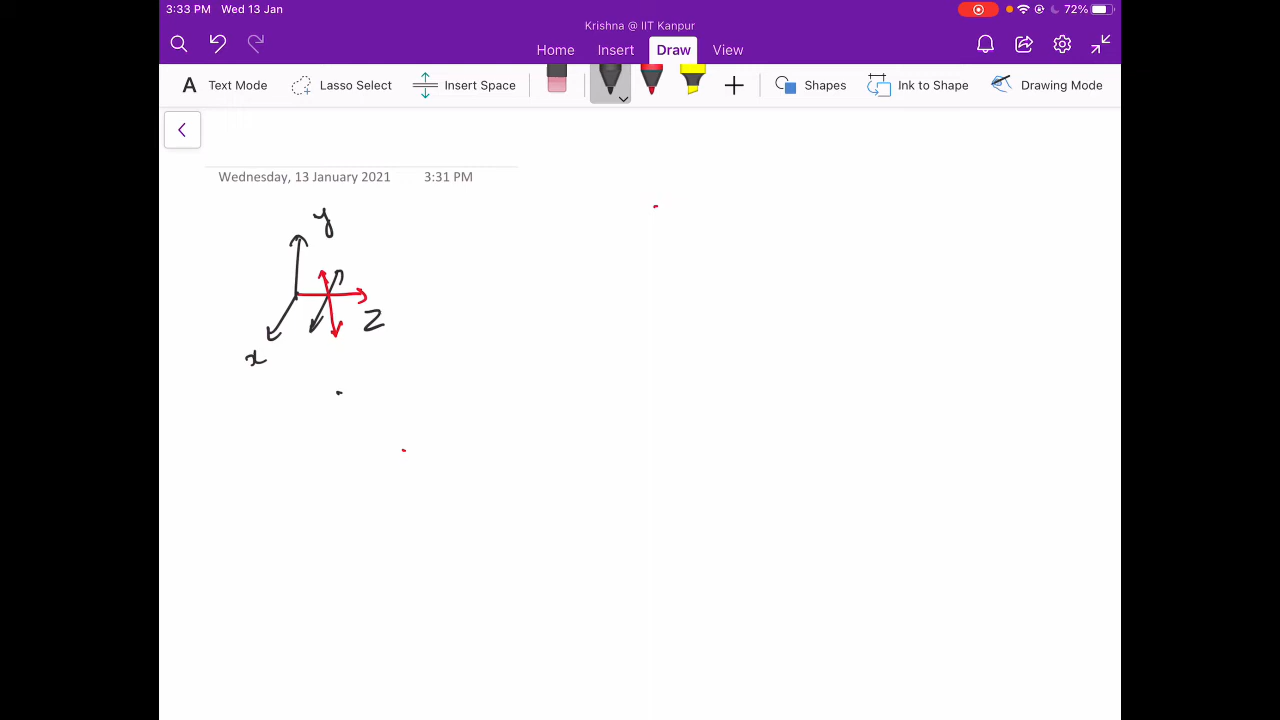 3:33 PM Wed 13 Jan 72%
Krishna @ IIT Kanpur
Home Insert Draw View
A Text Mode Lasso Select Insert Space Shapes Ink to Shape Drawing Mode
Wednesday, 13 January 2021 3:31 PM
y
Z
x